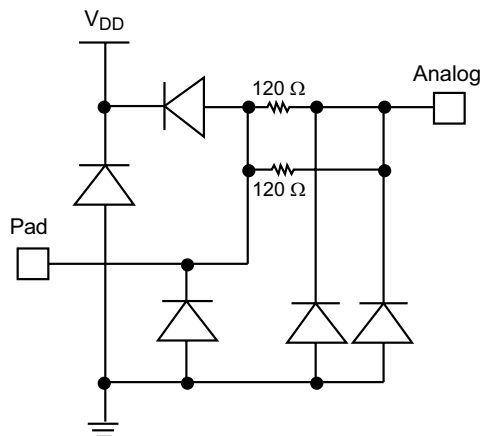 VDD
Analog
120 Ω
120 Ω
Pad